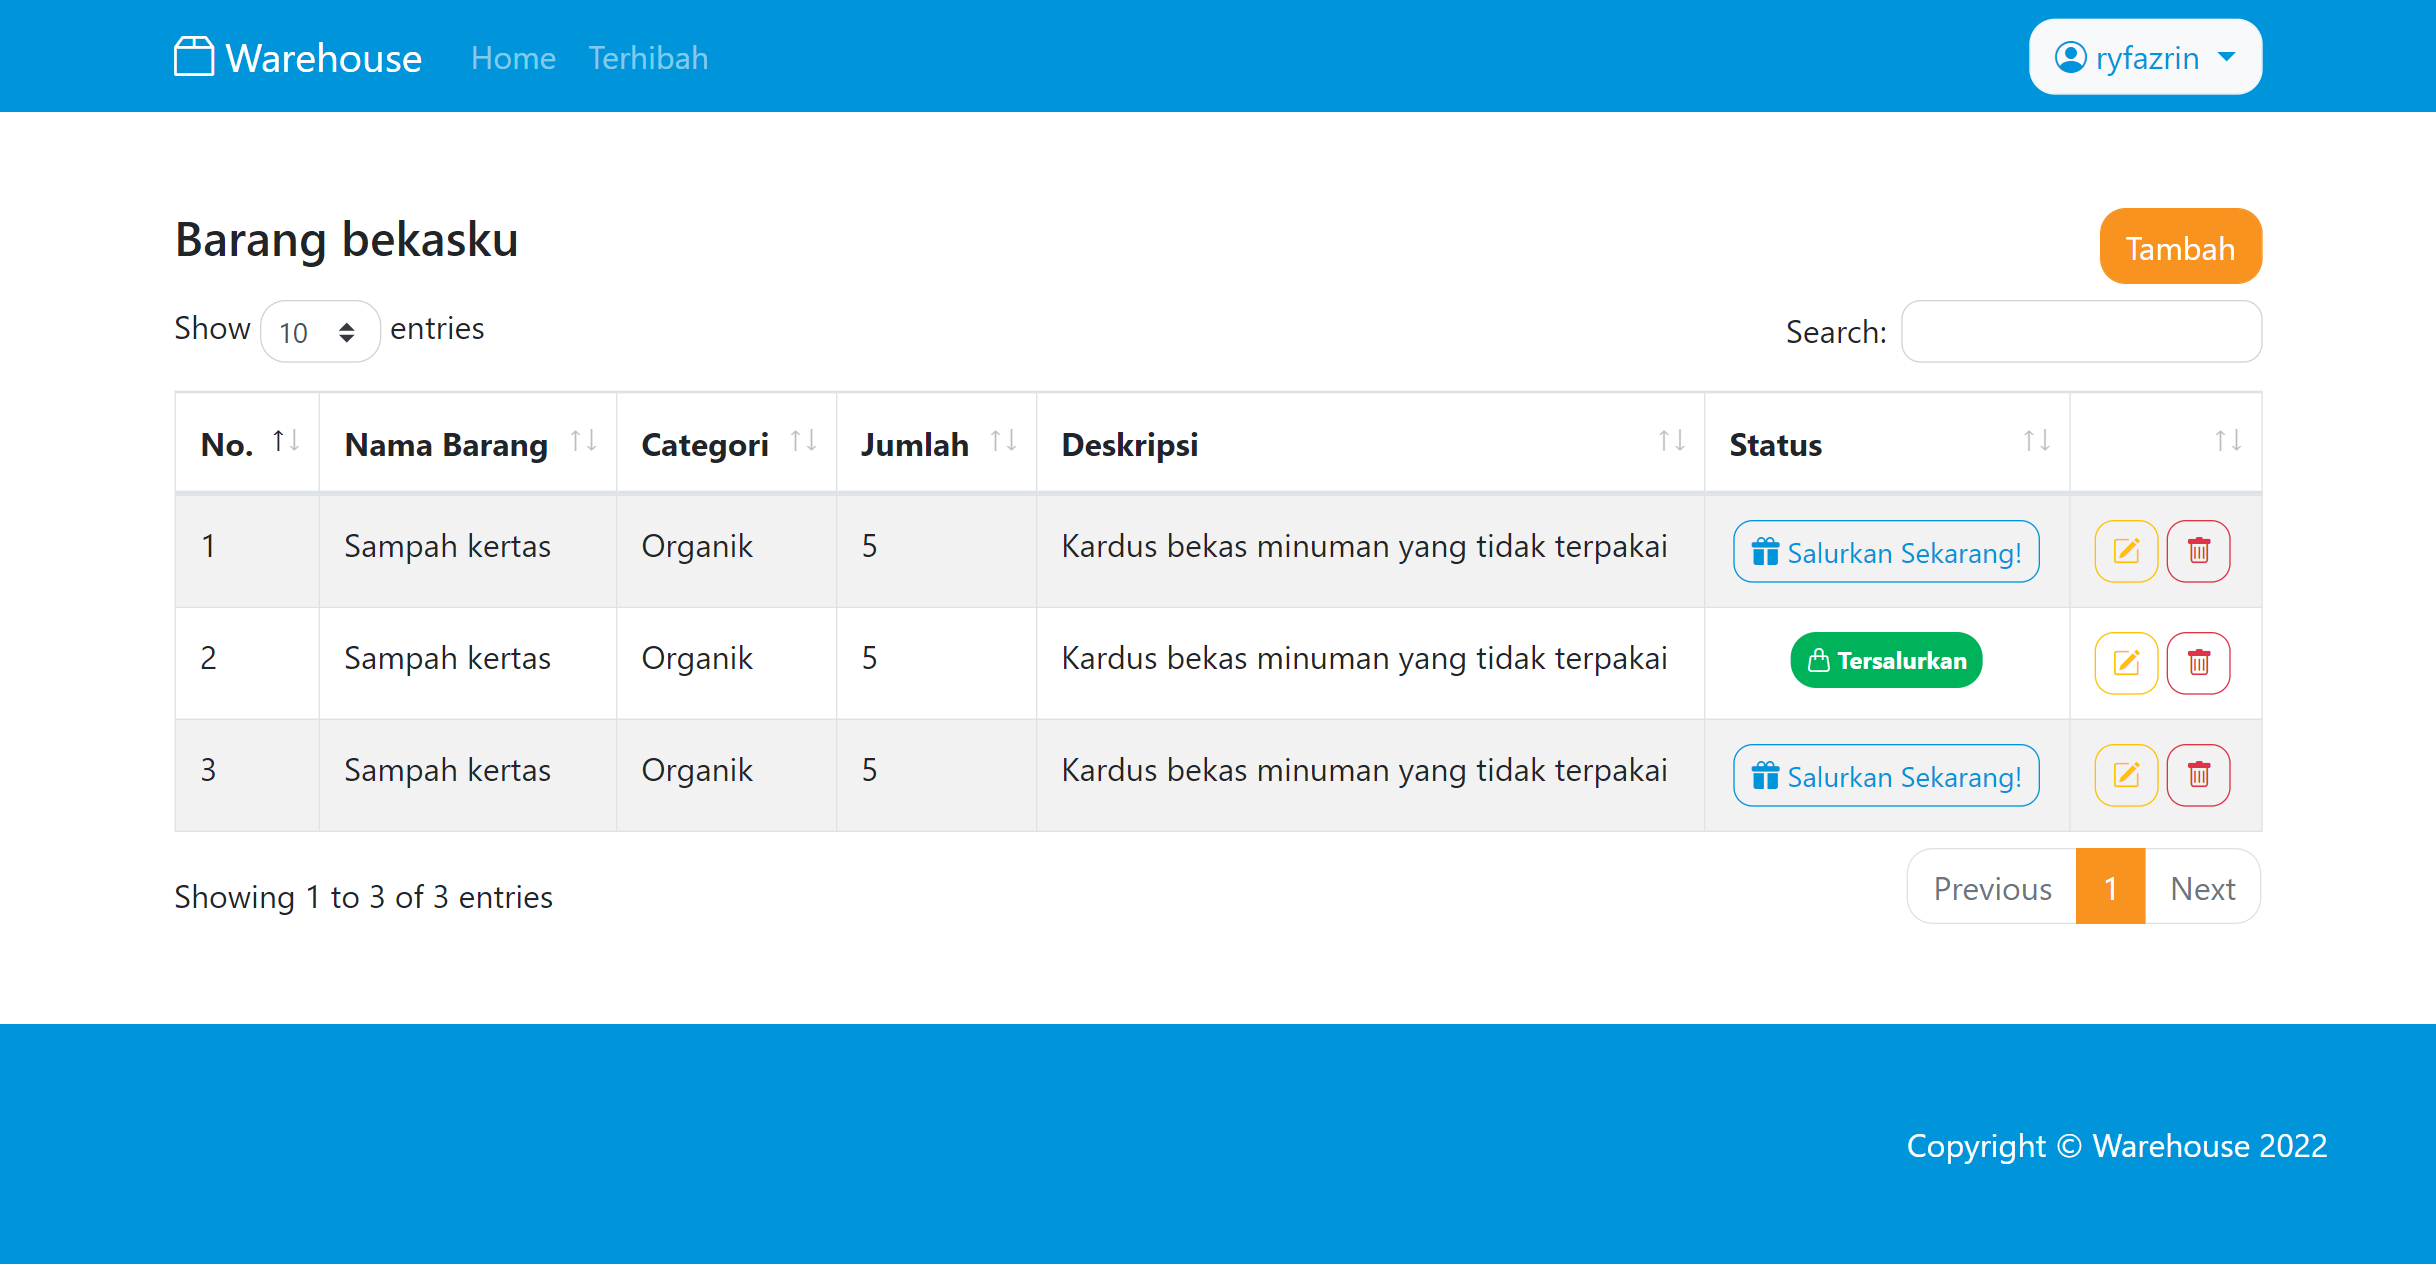 Warehouse Home Terhibah ryfazrin
Barang bekasku Tambah
Show 10 entries Search:
No. Nama Barang Categori Jumlah Deskripsi Status
1 Sampah kertas Organik 5 Kardus bekas minuman yang tidak terpakai Salurkan Sekarang!
2 Sampah kertas Organik 5 Kardus bekas minuman yang tidak terpakai Tersalurkan
3 Sampah kertas Organik 5 Kardus bekas minuman yang tidak terpakai Salurkan Sekarang!
Showing 1 to 3 of 3 entries Previous 1 Next
Copyright © Warehouse 2022